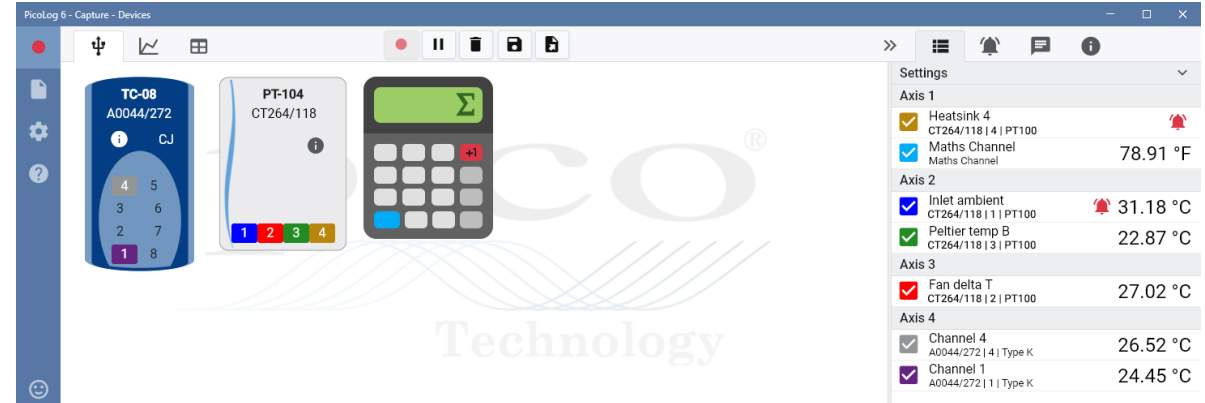 PicoLog 6 - Capture - Devices
TC-08
A0044/272
CJ
4 5
3 6
2 7
1 8
PT-104
CT264/118
1 2 3 4
Σ
+1
®
Technology
Settings
Axis 1
Heatsink 4
CT264/118 | 4 | PT100
Maths Channel
Maths Channel
78.91 °F
Axis 2
Inlet ambient
CT264/118 | 1 | PT100
31.18 °C
Peltier temp B
CT264/118 | 3 | PT100
22.87 °C
Axis 3
Fan delta T
CT264/118 | 2 | PT100
27.02 °C
Axis 4
Channel 4
A0044/272 | 4 | Type K
26.52 °C
Channel 1
A0044/272 | 1 | Type K
24.45 °C